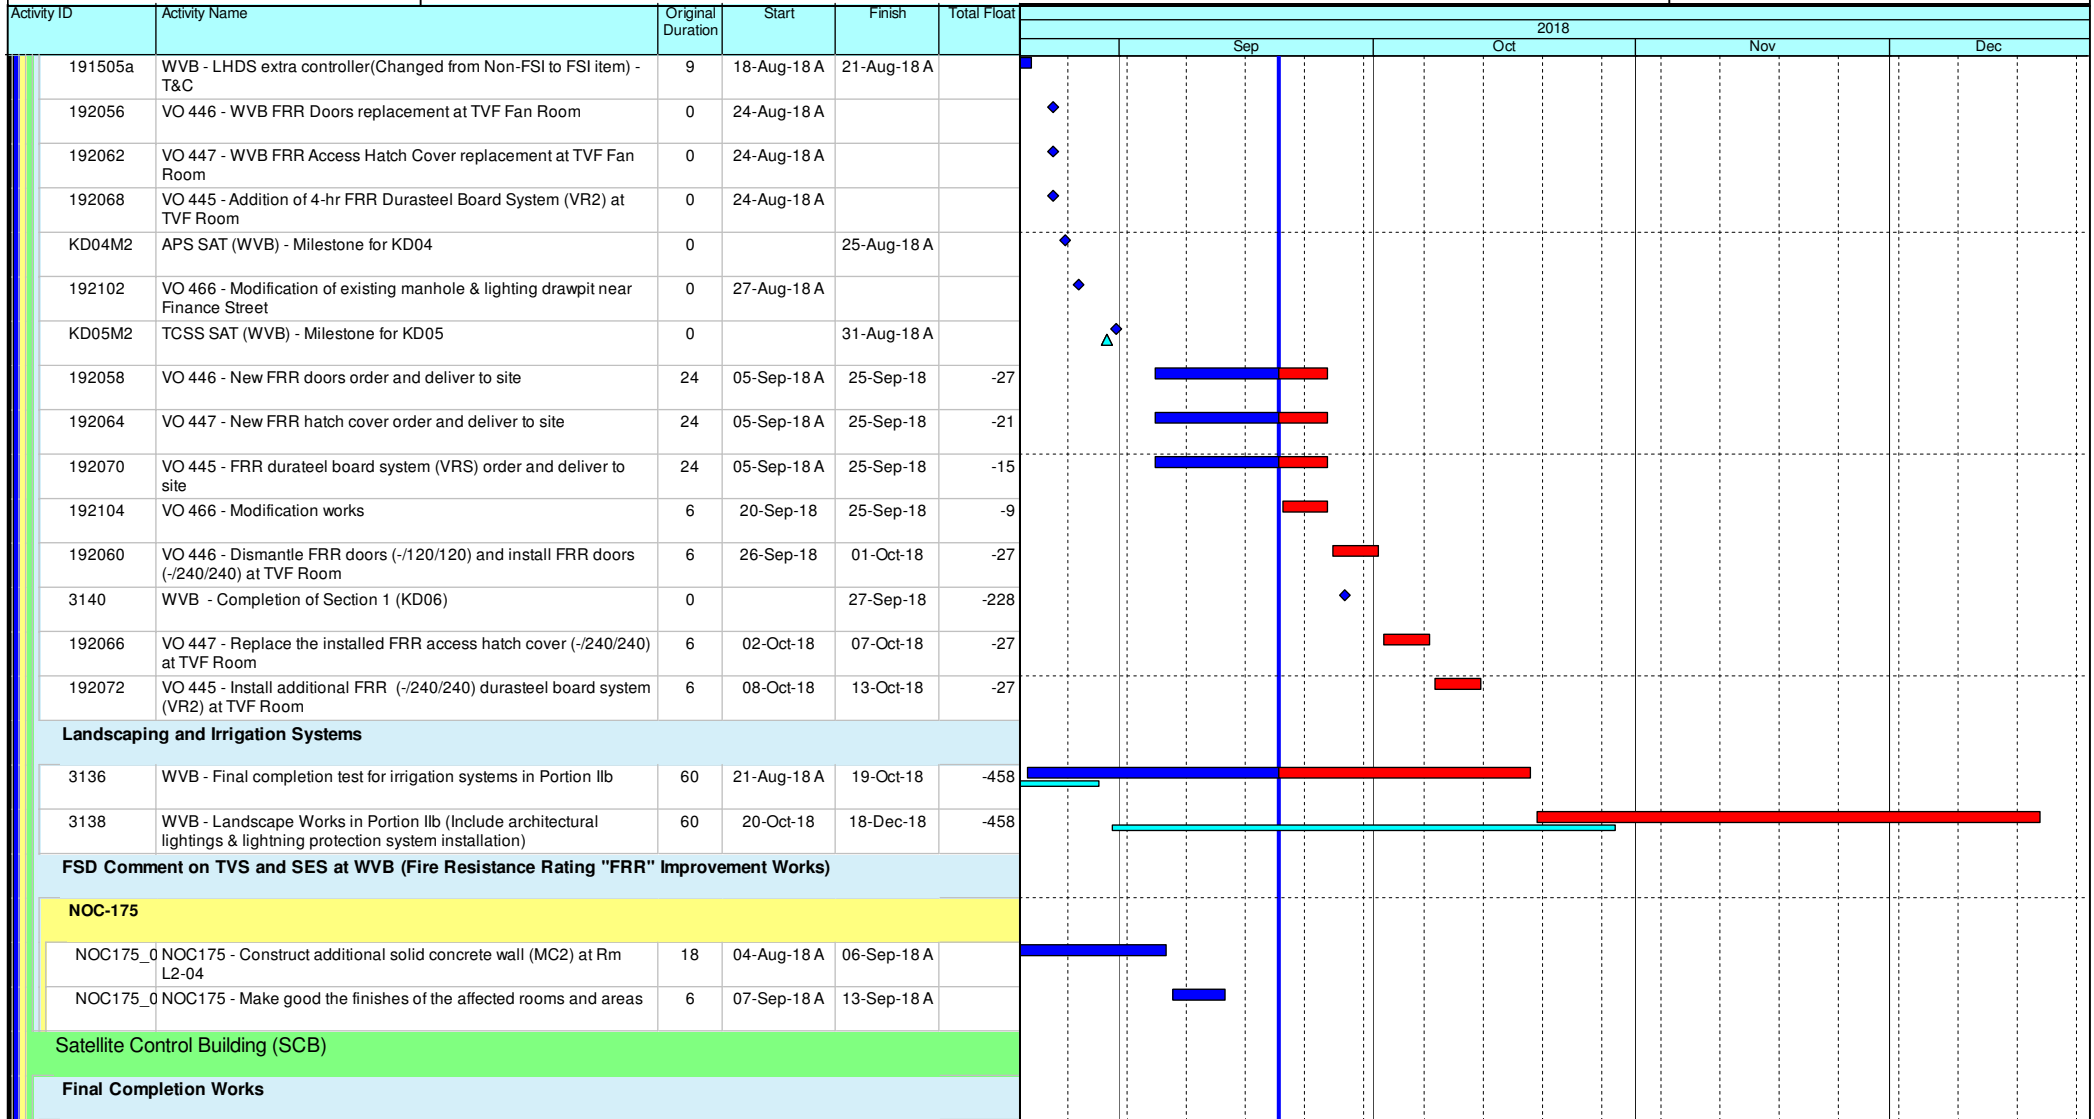 Activity ID Activity Name Original Duration Start Finish Total Float
2018
Sep Oct Nov Dec
191505a WVB - LHDS extra controller(Changed from Non-FSI to FSI item) - 9 18-Aug-18 A 21-Aug-18 A
T&C
192056 VO 446 - WVB FRR Doors replacement at TVF Fan Room 0 24-Aug-18 A
192062 VO 447 - WVB FRR Access Hatch Cover replacement at TVF Fan 0 24-Aug-18 A
Room
192068 VO 445 - Addition of 4-hr FRR Durasteel Board System (VR2) at 0 24-Aug-18 A
TVF Room
KD04M2 APS SAT (WVB) - Milestone for KD04 0 25-Aug-18 A
192102 VO 466 - Modification of existing manhole & lighting drawpit near 0 27-Aug-18 A
Finance Street
KD05M2 TCSS SAT (WVB) - Milestone for KD05 0 31-Aug-18 A
192058 VO 446 - New FRR doors order and deliver to site 24 05-Sep-18 A 25-Sep-18 -27
192064 VO 447 - New FRR hatch cover order and deliver to site 24 05-Sep-18 A 25-Sep-18 -21
192070 VO 445 - FRR durateel board system (VRS) order and deliver to 24 05-Sep-18 A 25-Sep-18 -15
site
192104 VO 466 - Modification works 6 20-Sep-18 25-Sep-18 -9
192060 VO 446 - Dismantle FRR doors (-/120/120) and install FRR doors 6 26-Sep-18 01-Oct-18 -27
(-/240/240) at TVF Room
3140 WVB - Completion of Section 1 (KD06) 0 27-Sep-18 -228
192066 VO 447 - Replace the installed FRR access hatch cover (-/240/240) 6 02-Oct-18 07-Oct-18 -27
at TVF Room
192072 VO 445 - Install additional FRR (-/240/240) durasteel board system 6 08-Oct-18 13-Oct-18 -27
(VR2) at TVF Room
Landscaping and Irrigation Systems
3136 WVB - Final completion test for irrigation systems in Portion IIb 60 21-Aug-18 A 19-Oct-18 -458
3138 WVB - Landscape Works in Portion IIb (Include architectural 60 20-Oct-18 18-Dec-18 -458
lightings & lightning protection system installation)
FSD Comment on TVS and SES at WVB (Fire Resistance Rating "FRR" Improvement Works)
NOC-175
NOC175_0 NOC175 - Construct additional solid concrete wall (MC2) at Rm 18 04-Aug-18 A 06-Sep-18 A
L2-04
NOC175_0 NOC175 - Make good the finishes of the affected rooms and areas 6 07-Sep-18 A 13-Sep-18 A
Satellite Control Building (SCB)
Final Completion Works